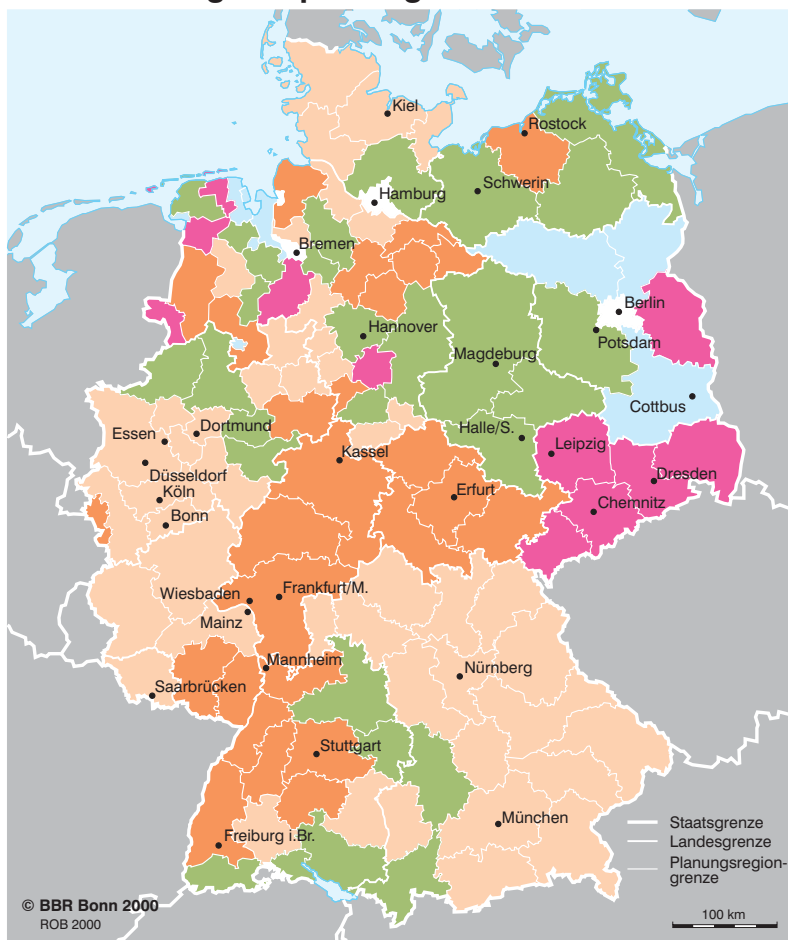 Kiel
Rostock
Hamburg
Schwerin
Bremen
Berlin
Hannover
Potsdam
Magdeburg
Cottbus
Dortmund
Essen
Halle/S.
Leipzig
Kassel
Düsseldorf
Dresden
Köln
Erfurt
Chemnitz
Bonn
Wiesbaden
Frankfurt/M.
Mainz
Mannheim
Nürnberg
Saarbrücken
Stuttgart
München
Freiburg i.Br.
Staatsgrenze
Landesgrenze
Planungsregion-
grenze
© BBR Bonn 2000
ROB 2000
100 km